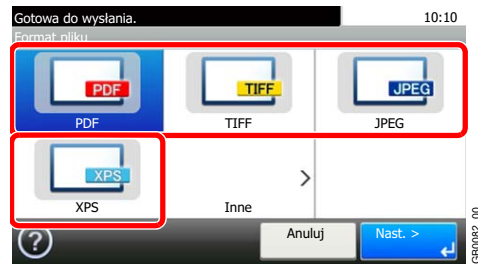 Gotowa do wysłania.
10:10
Format pliku
PDF
TIFF
JPEG
PDF
TIFF
JPEG
XPS
XPS
Inne
>
?
Anuluj
Nast. >
GB0082_00